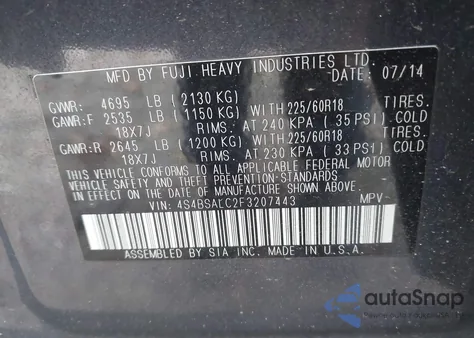 MFD BY FUJI HEAVY INDUSTRIES LTD.
DATE: 07/14
GVWR: 4695 LB (2130 KG)
GAWR:F 2535 LB (1150 KG) WITH 225/60R18 TIRES.
18X7J RIMS. AT 240 KPA (35 PSI) COLD
GAWR:R 2645 LB (1200 KG) WITH 225/60R18 TIRES.
18X7J RIMS. AT 230 KPA (33 PSI) COLD
THIS VEHICLE CONFORMS TO ALL APPLICABLE FEDERAL MOTOR
VEHICLE SAFETY AND THEFT PREVENTION STANDARDS IN
EFFECT ON THE DATE OF MANUFACTURE SHOWN ABOVE.
VIN: 4S4BSALC2F3207443 MPV
ASSEMBLED BY SIA INC. MADE IN U.S.A.
autoSnap